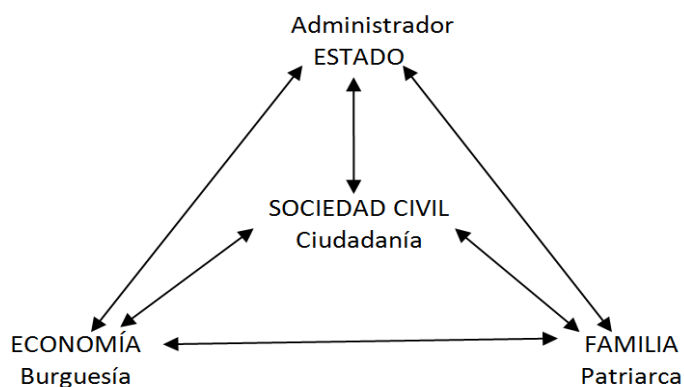 Administrador
ESTADO
SOCIEDAD CIVIL
Ciudadanía
ECONOMÍA
Burguesía
FAMILIA
Patriarca